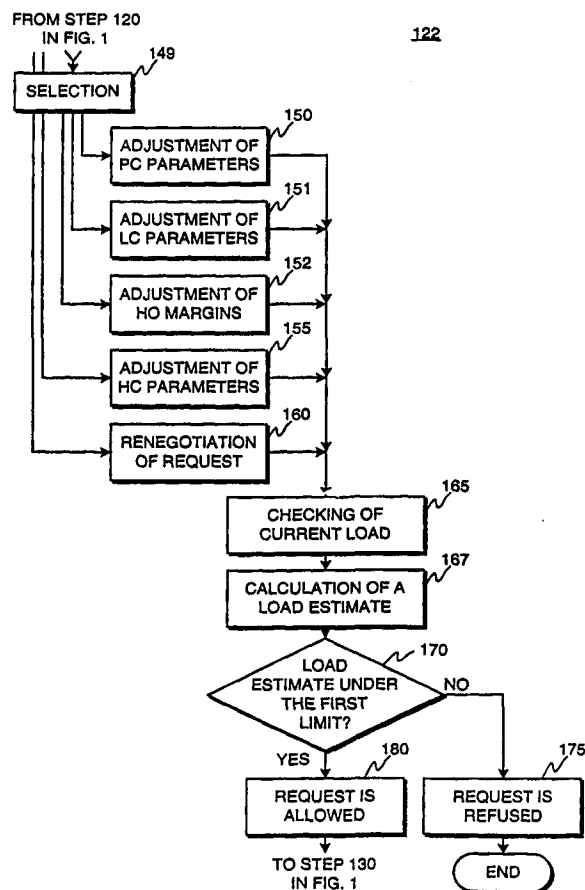 FROM STEP 120
IN FIG. 1
122
149
SELECTION
150
ADJUSTMENT OF
PC PARAMETERS
151
ADJUSTMENT OF
LC PARAMETERS
152
ADJUSTMENT OF
HO MARGINS
155
ADJUSTMENT OF
HC PARAMETERS
160
RENEGOTIATION
OF REQUEST
165
CHECKING OF
CURRENT LOAD
167
CALCULATION OF A
LOAD ESTIMATE
170
LOAD
ESTIMATE UNDER
THE FIRST
LIMIT?
NO
YES
180
REQUEST IS
ALLOWED
175
REQUEST IS
REFUSED
TO STEP 130
IN FIG. 1
END